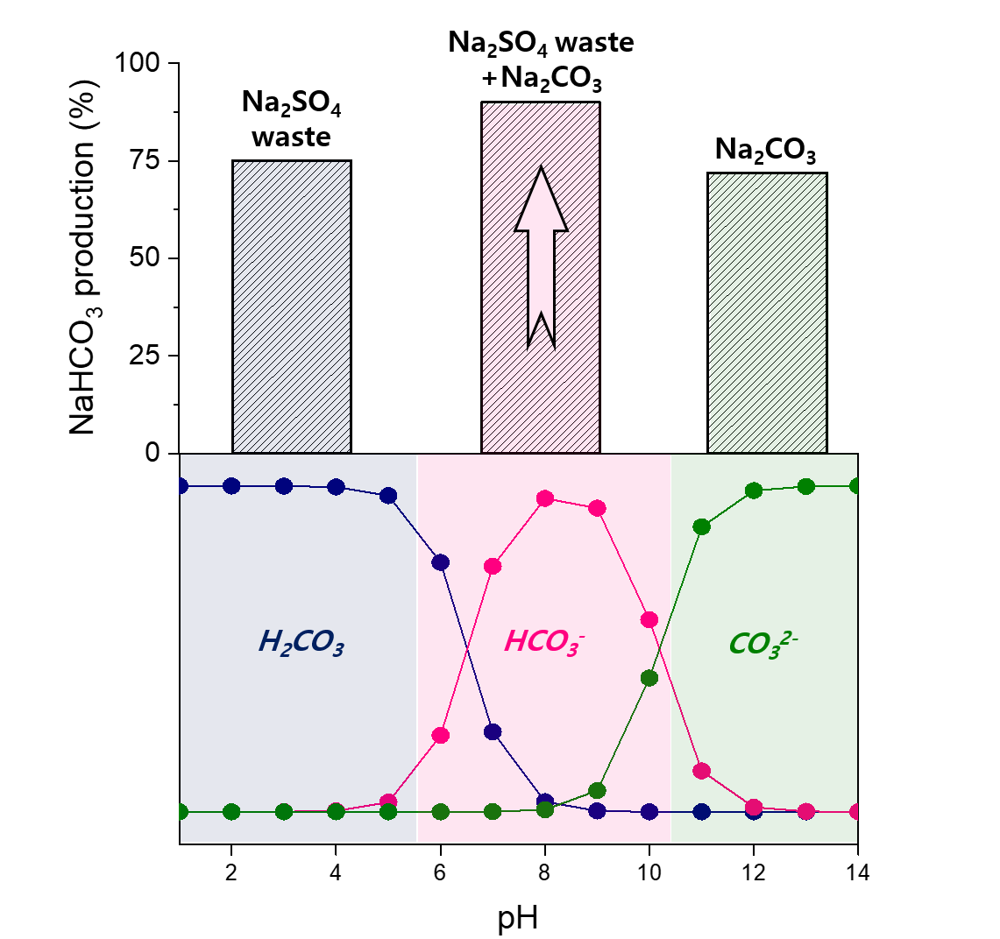 Na₂SO₄ waste
+Na₂CO₃
Na₂SO₄
waste
Na₂CO₃
NaHCO₃ production (%)
100
75
50
25
0
H₂CO₃
HCO₃⁻
CO₃²⁻
2 4 6 8 10 12 14
pH